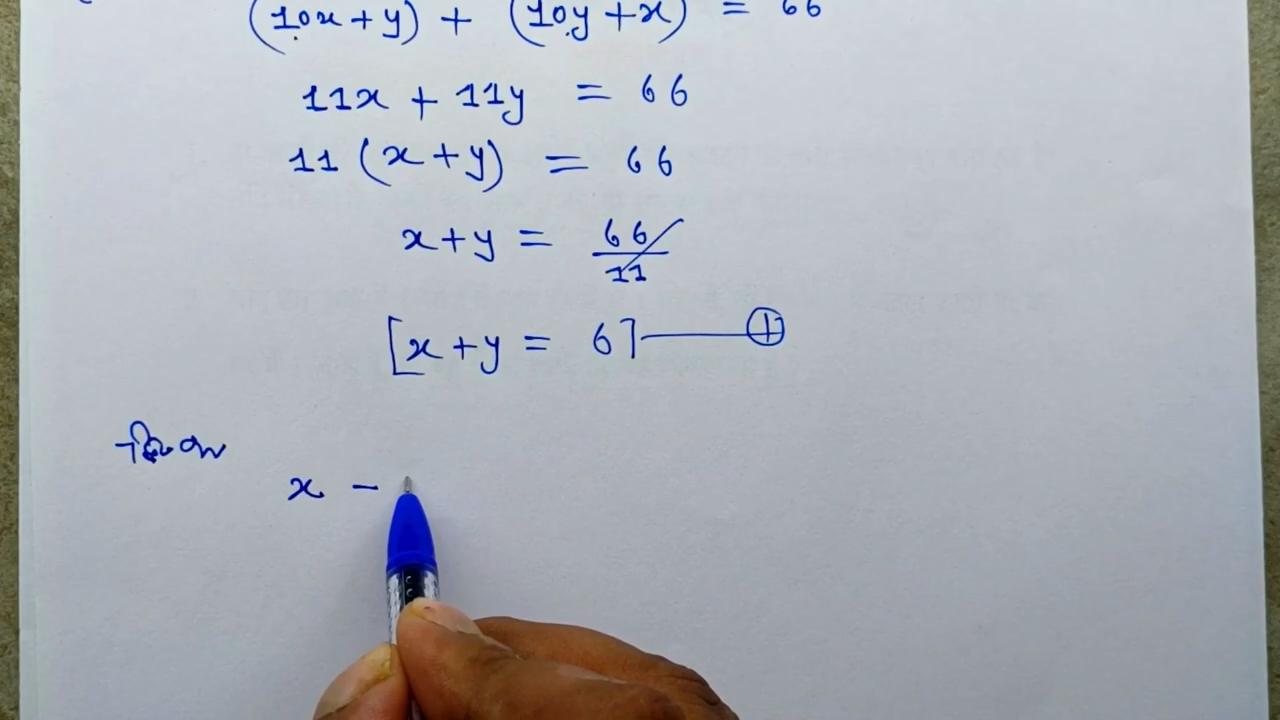 (10x + y) + (10y + x) = 66
11x + 11y = 66
11 (x + y) = 66
x + y = 66/11
[x + y = 6] — ①
x -